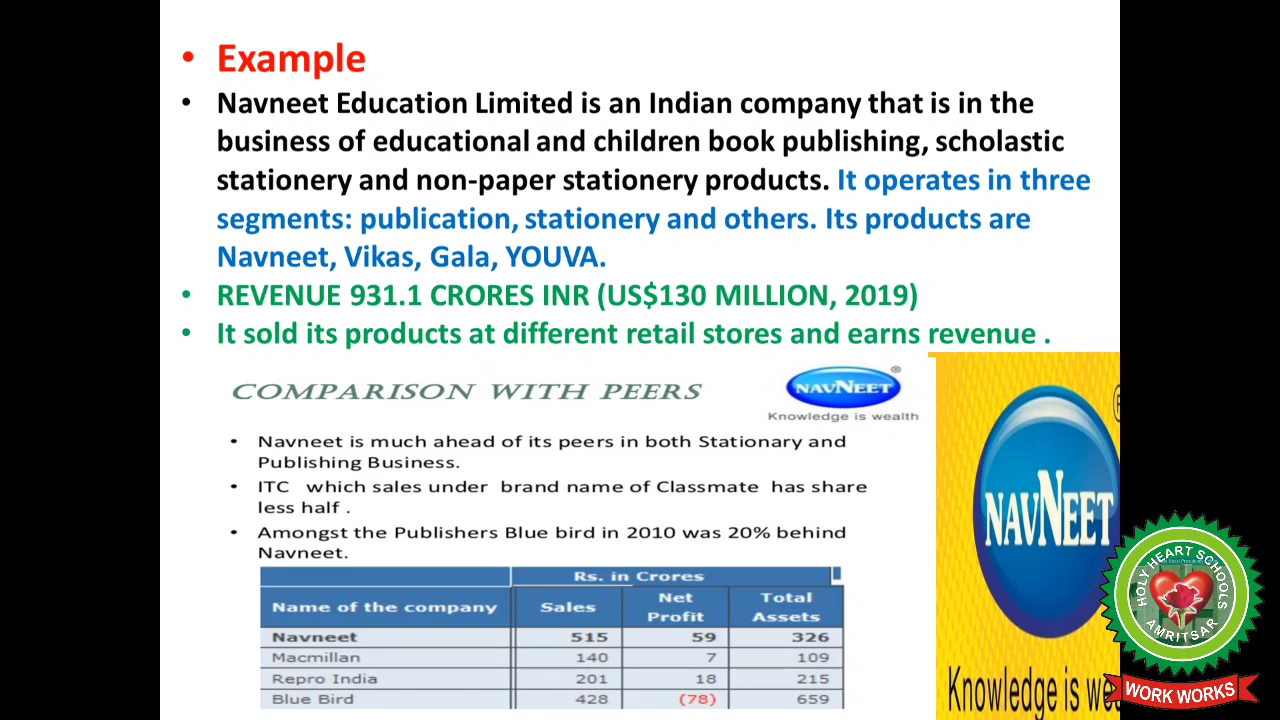 • Example
• Navneet Education Limited is an Indian company that is in the
business of educational and children book publishing, scholastic
stationery and non-paper stationery products. It operates in three
segments: publication, stationery and others. Its products are
Navneet, Vikas, Gala, YOUVA.
• REVENUE 931.1 CRORES INR (US$130 MILLION, 2019)
• It sold its products at different retail stores and earns revenue .
COMPARISON WITH PEERS
NAVNEET ®
Knowledge is wealth
• Navneet is much ahead of its peers in both Stationary and
Publishing Business.
• ITC which sales under brand name of Classmate has share
less half .
• Amongst the Publishers Blue bird in 2010 was 20% behind
Navneet.
Rs. in Crores
Name of the company Sales Net Profit Total Assets
Navneet 515 59 326
Macmillan 140 7 109
Repro India 201 18 215
Blue Bird 428 (78) 659
NAVNEET
Knowledge is we
HOLY HEART SCHOOLS
AMRITSAR
WORK WORKS